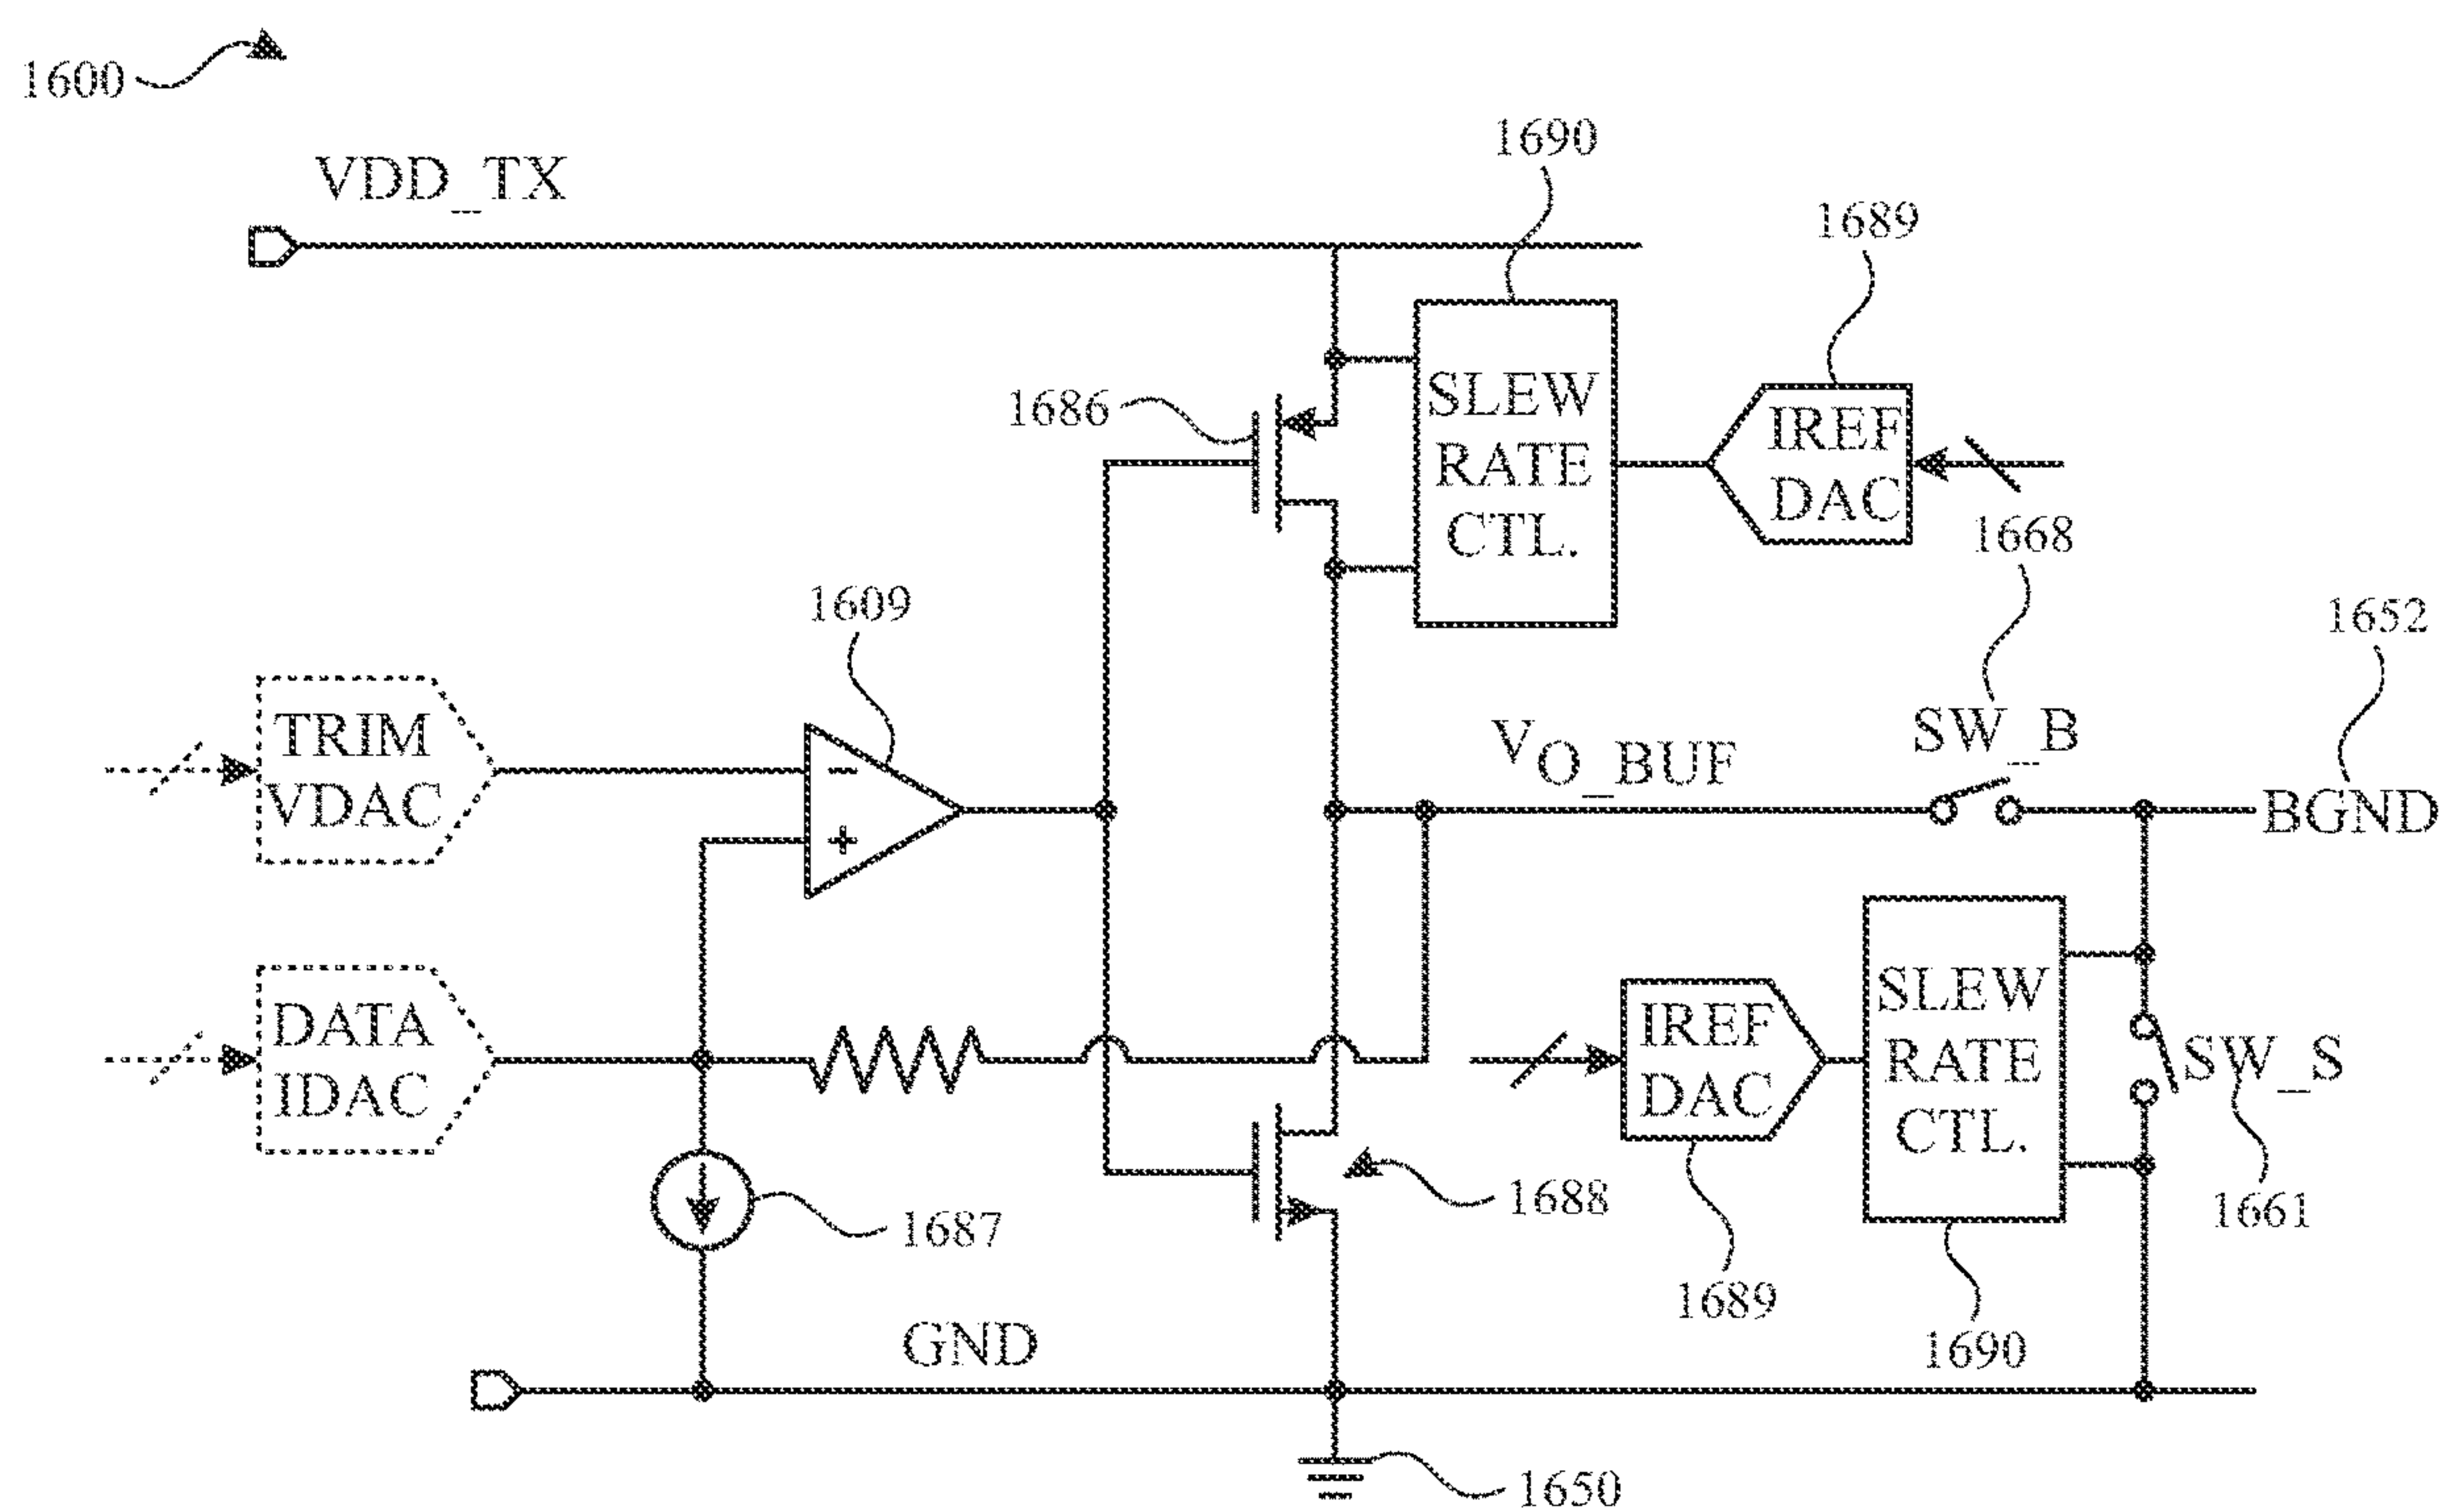 1600
VDD_TX
1690
1689
1686
SLEW
RATE
CTL.
IREF
DAC
1668
1609
1652
TRIM
VDAC
−
+
VO_BUF
SW_B
BGND
DATA
IDAC
IREF
DAC
SLEW
RATE
CTL.
SW_S
1687
1688
1661
1689
1690
GND
1650